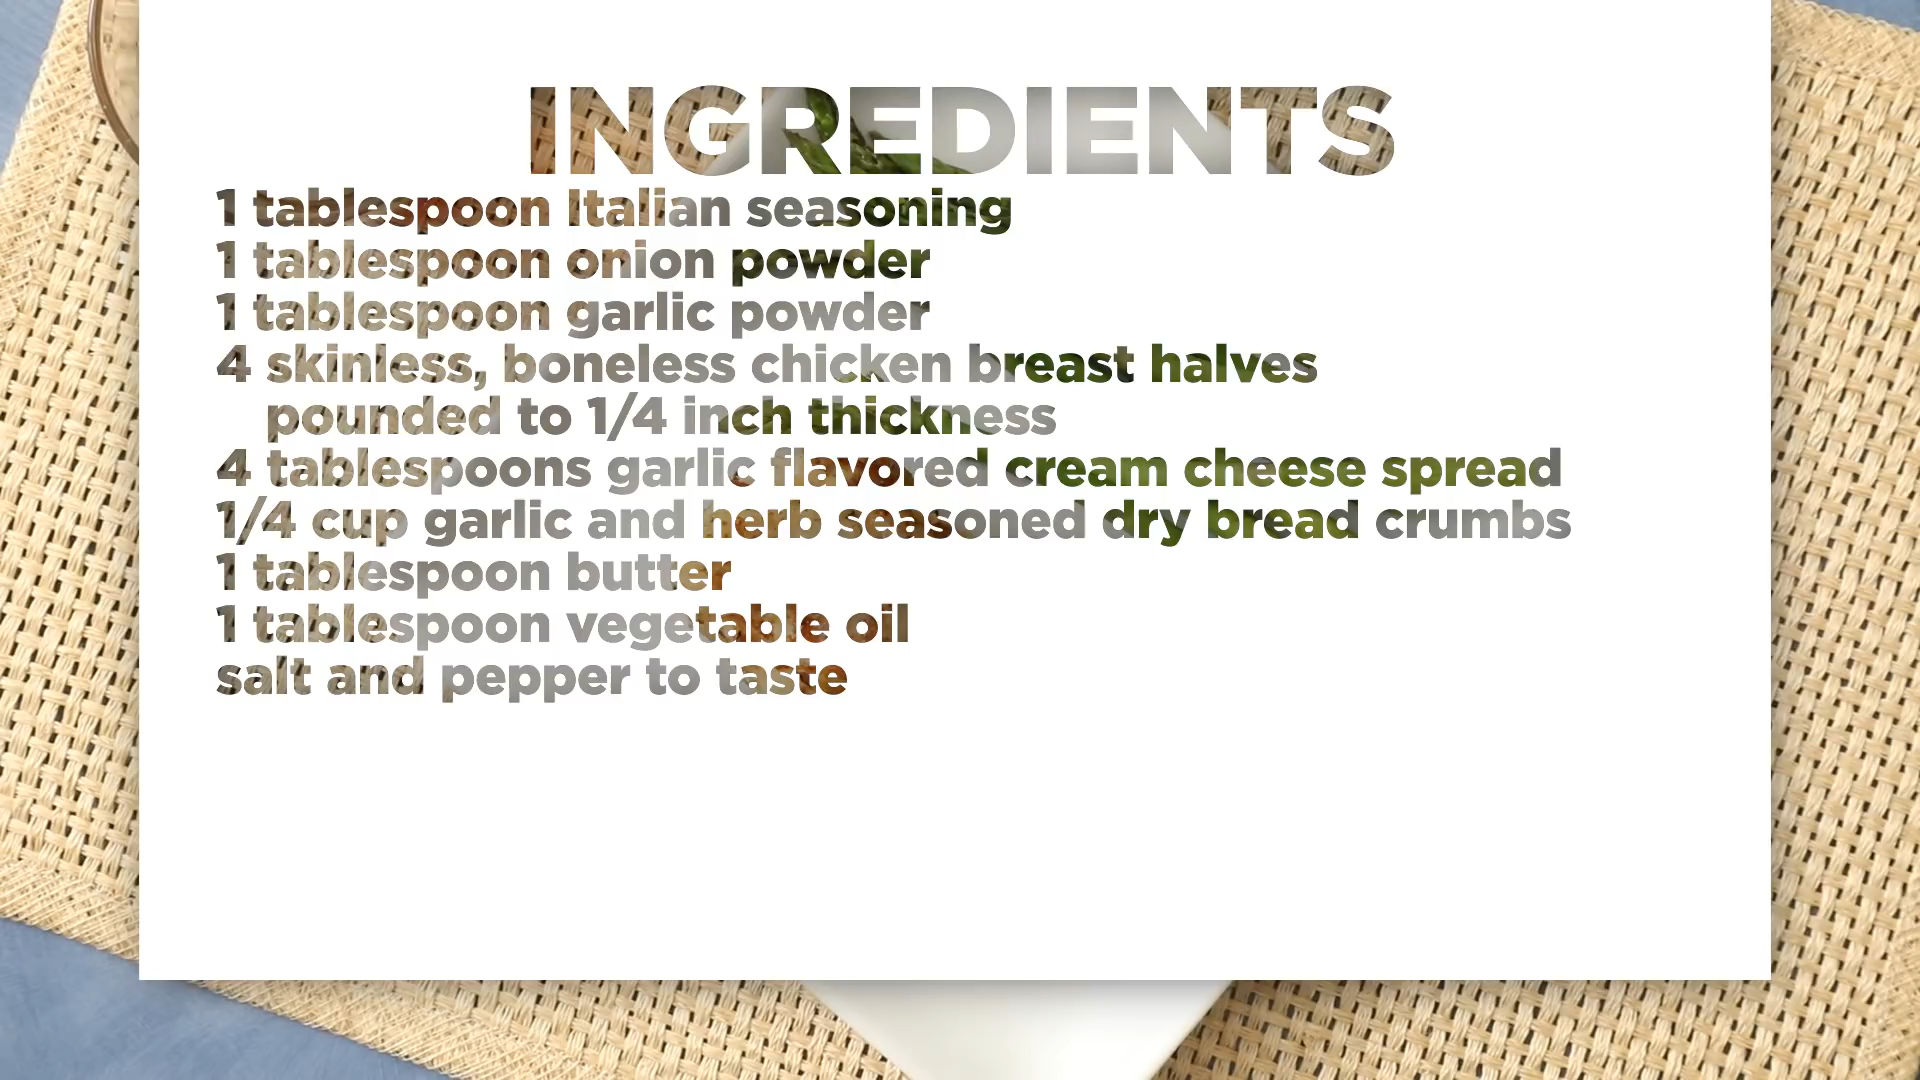 INGREDIENTS
1 tablespoon Italian seasoning
1 tablespoon onion powder
1 tablespoon garlic powder
4 skinless, boneless chicken breast halves
pounded to 1/4 inch thickness
4 tablespoons garlic flavored cream cheese spread
1/4 cup garlic and herb seasoned dry bread crumbs
1 tablespoon butter
1 tablespoon vegetable oil
salt and pepper to taste